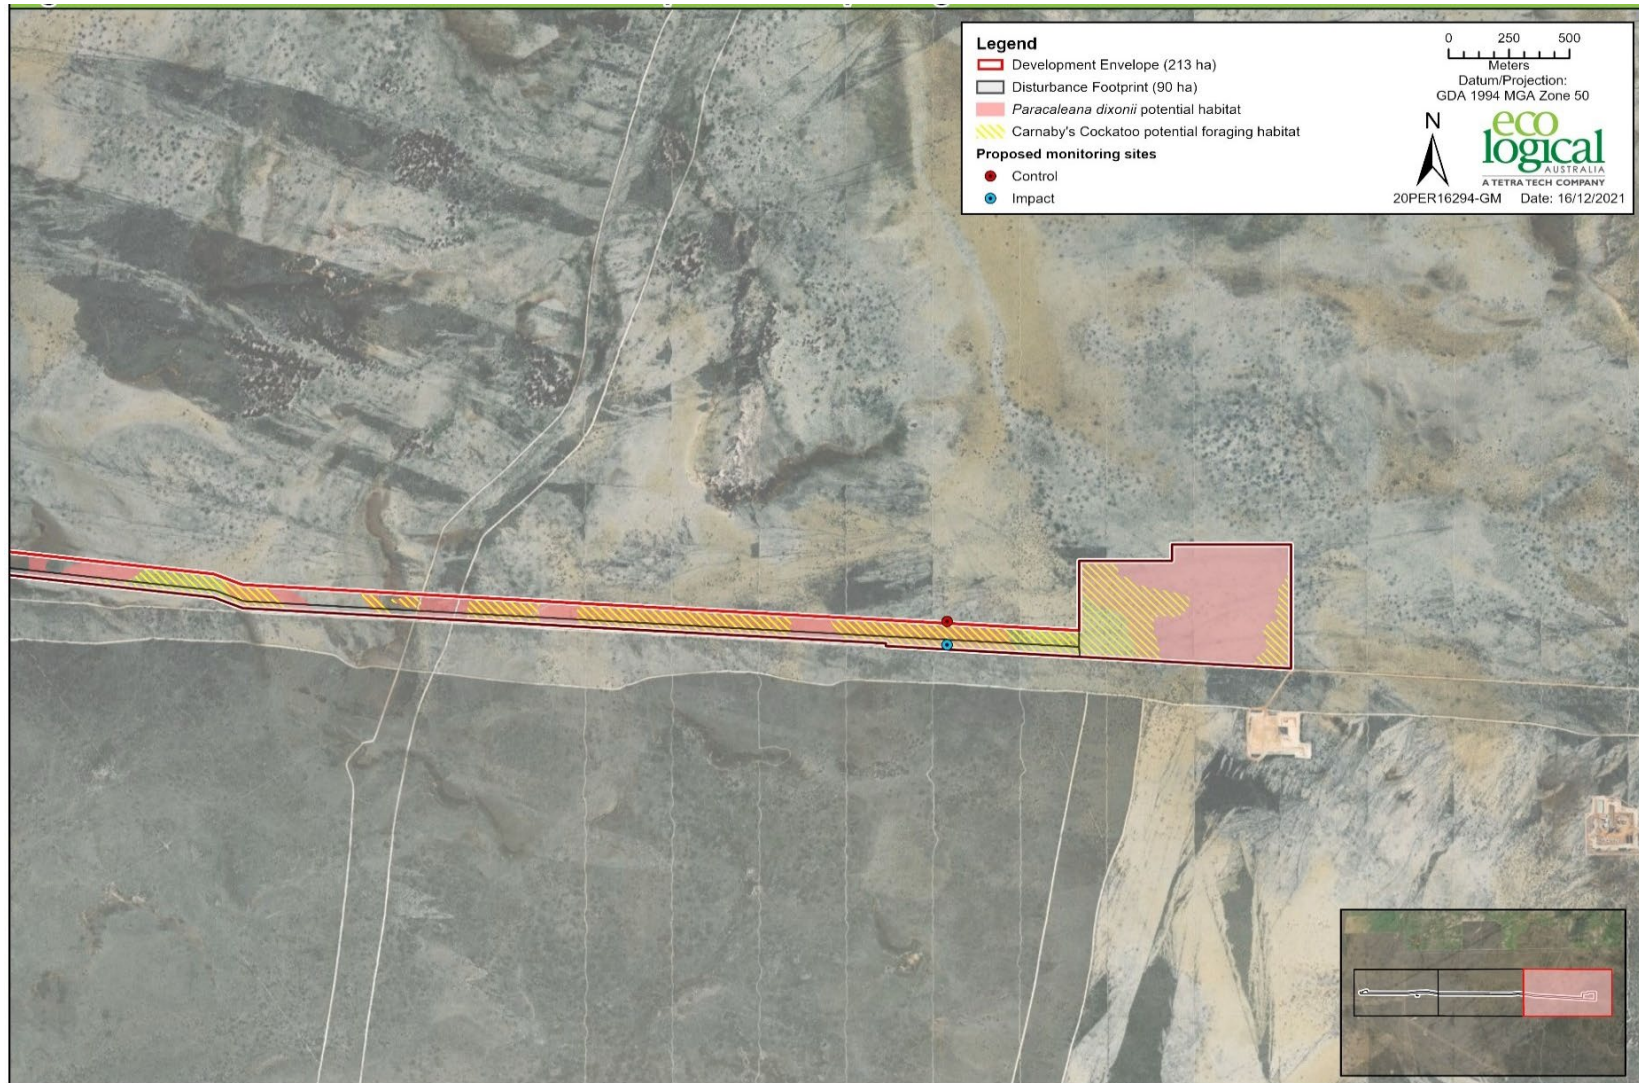 Legend
Development Envelope (213 ha)
Disturbance Footprint (90 ha)
Paracaleana dixonii potential habitat
Carnaby's Cockatoo potential foraging habitat
Proposed monitoring sites
Control
Impact
0 250 500
Meters
Datum/Projection:
GDA 1994 MGA Zone 50
N
eco
logical
AUSTRALIA
A TETRA TECH COMPANY
20PER16294-GM Date: 16/12/2021